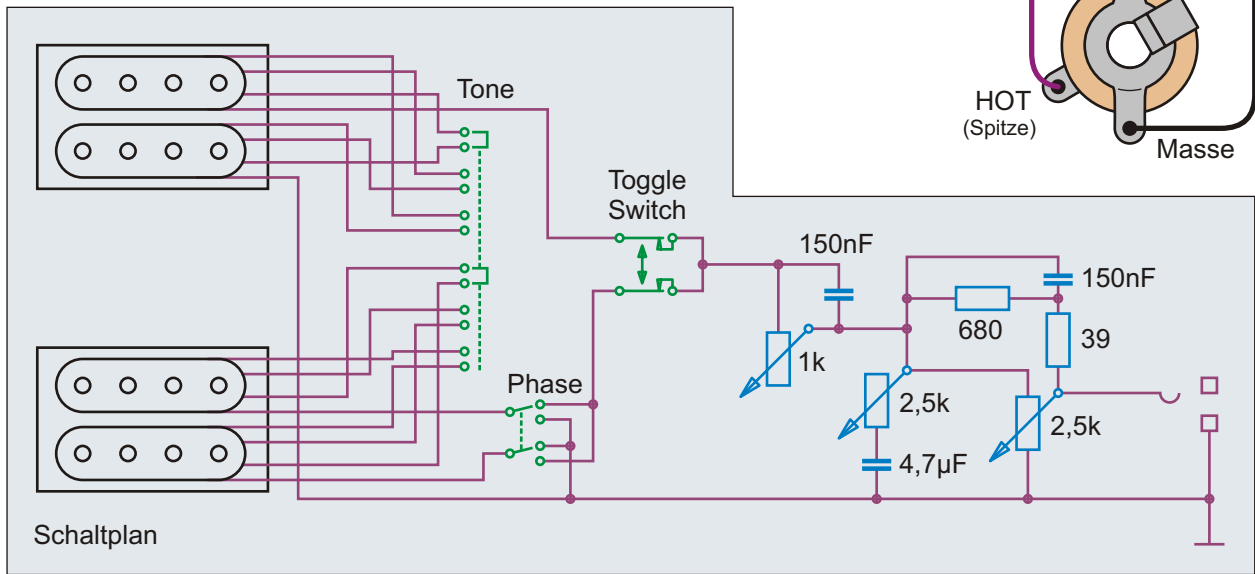 HOT
(Spitze)
Masse
Tone
Toggle
Switch
150nF
150nF
680
39
1k
Phase
2,5k
2,5k
4,7µF
Schaltplan